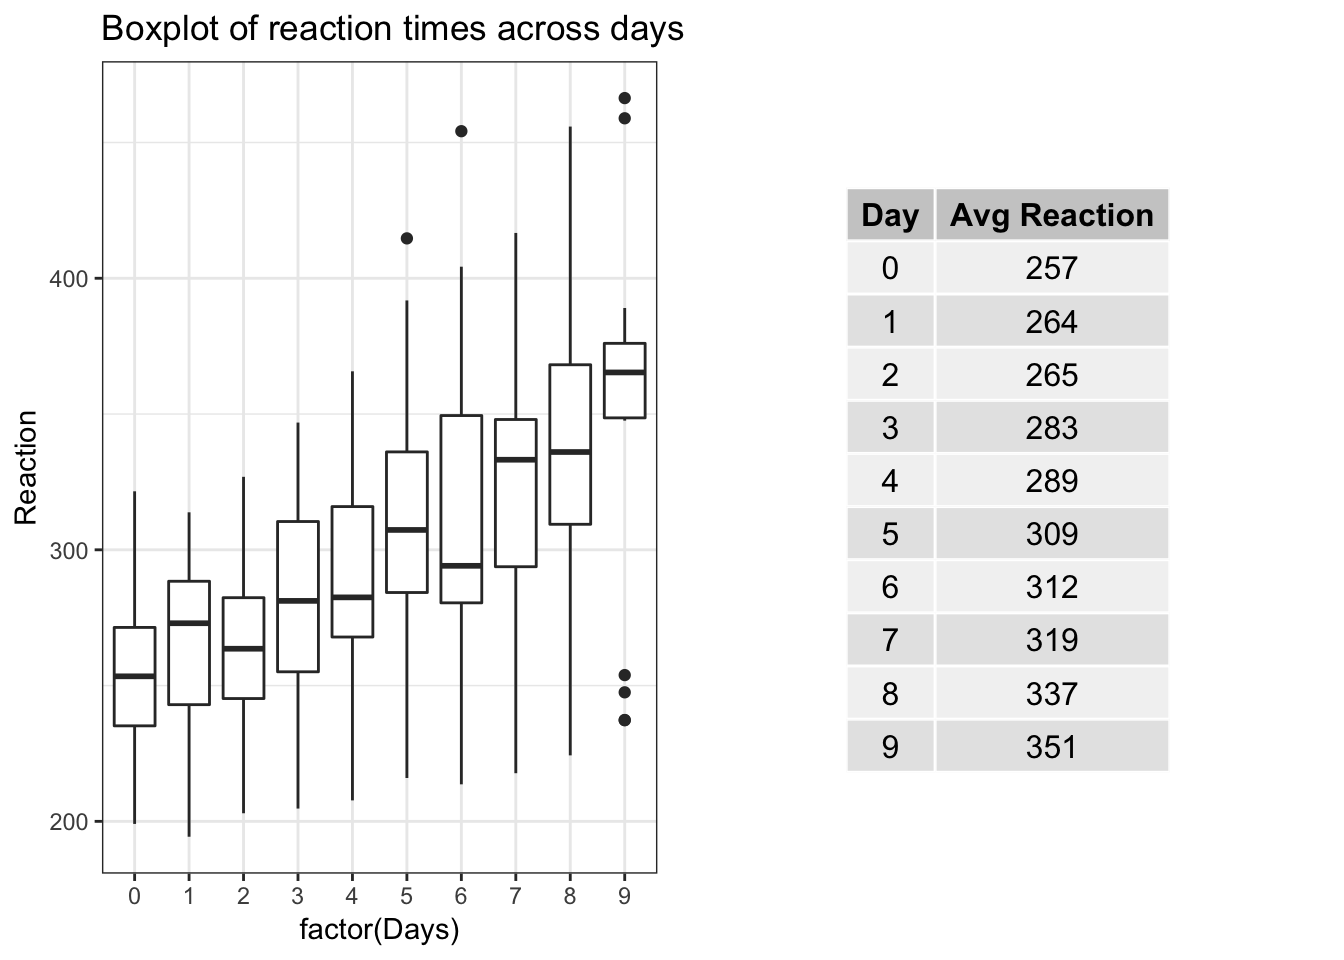 Boxplot of reaction times across days
Reaction
400
300
200
0 1 2 3 4 5 6 7 8 9
factor(Days)
Day Avg Reaction
0 257
1 264
2 265
3 283
4 289
5 309
6 312
7 319
8 337
9 351